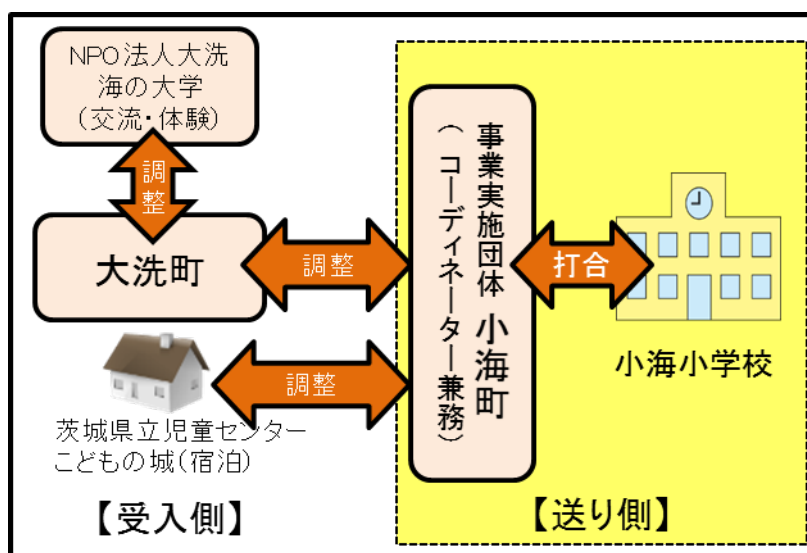 NPO法人大洗
海の大学
(交流・体験)
調整
大洗町
調整
調整
茨城県立児童センター
こどもの城(宿泊)
【受入側】
事業実施団体 小海町
(コーディネーター兼務)
打合
小海小学校
【送り側】